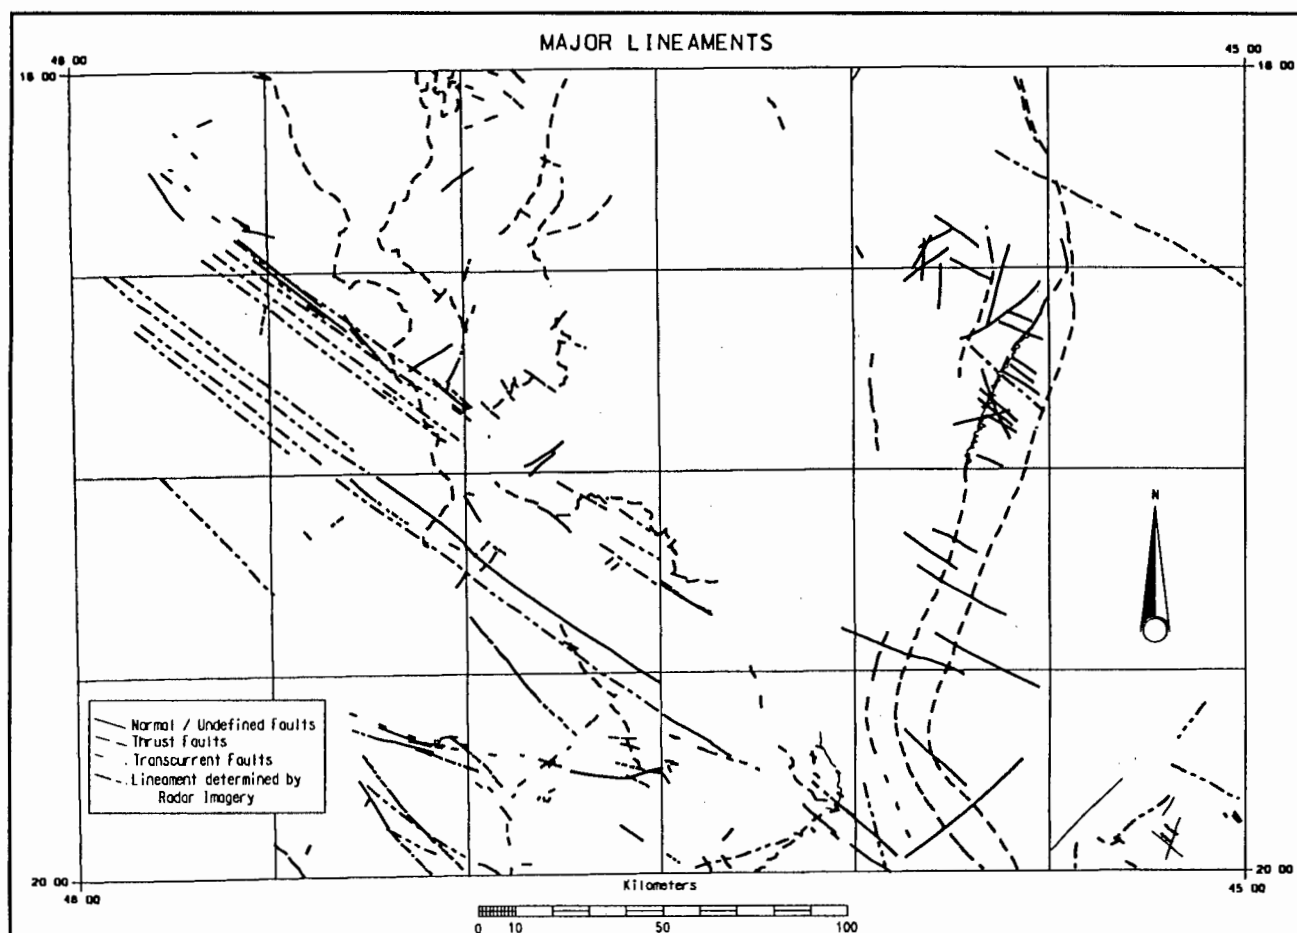 MAJOR LINEAMENTS
48 00
45 00
18 00
18 00
N
Normal / Undefined Faults
Thrust Faults
Transcurrent Faults
Lineament determined by
Radar Imagery
20 00
20 00
48 00
45 00
Kilometers
0 10 50 100